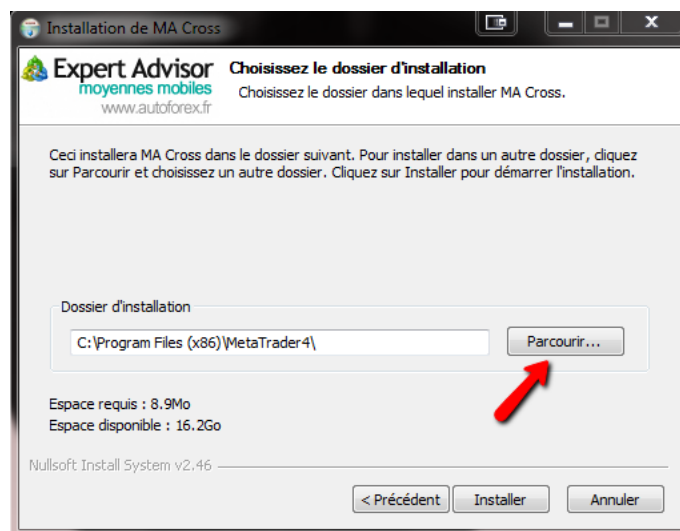 Installation de MA Cross
Expert Advisor
moyennes mobiles
www.autoforex.fr
Choisissez le dossier d'installation
Choisissez le dossier dans lequel installer MA Cross.
Ceci installera MA Cross dans le dossier suivant. Pour installer dans un autre dossier, cliquez
sur Parcourir et choisissez un autre dossier. Cliquez sur Installer pour démarrer l'installation.
Dossier d'installation
C:\Program Files (x86)\MetaTrader4\
Parcourir...
Espace requis : 8.9Mo
Espace disponible : 16.2Go
Nullsoft Install System v2.46
< Précédent
Installer
Annuler